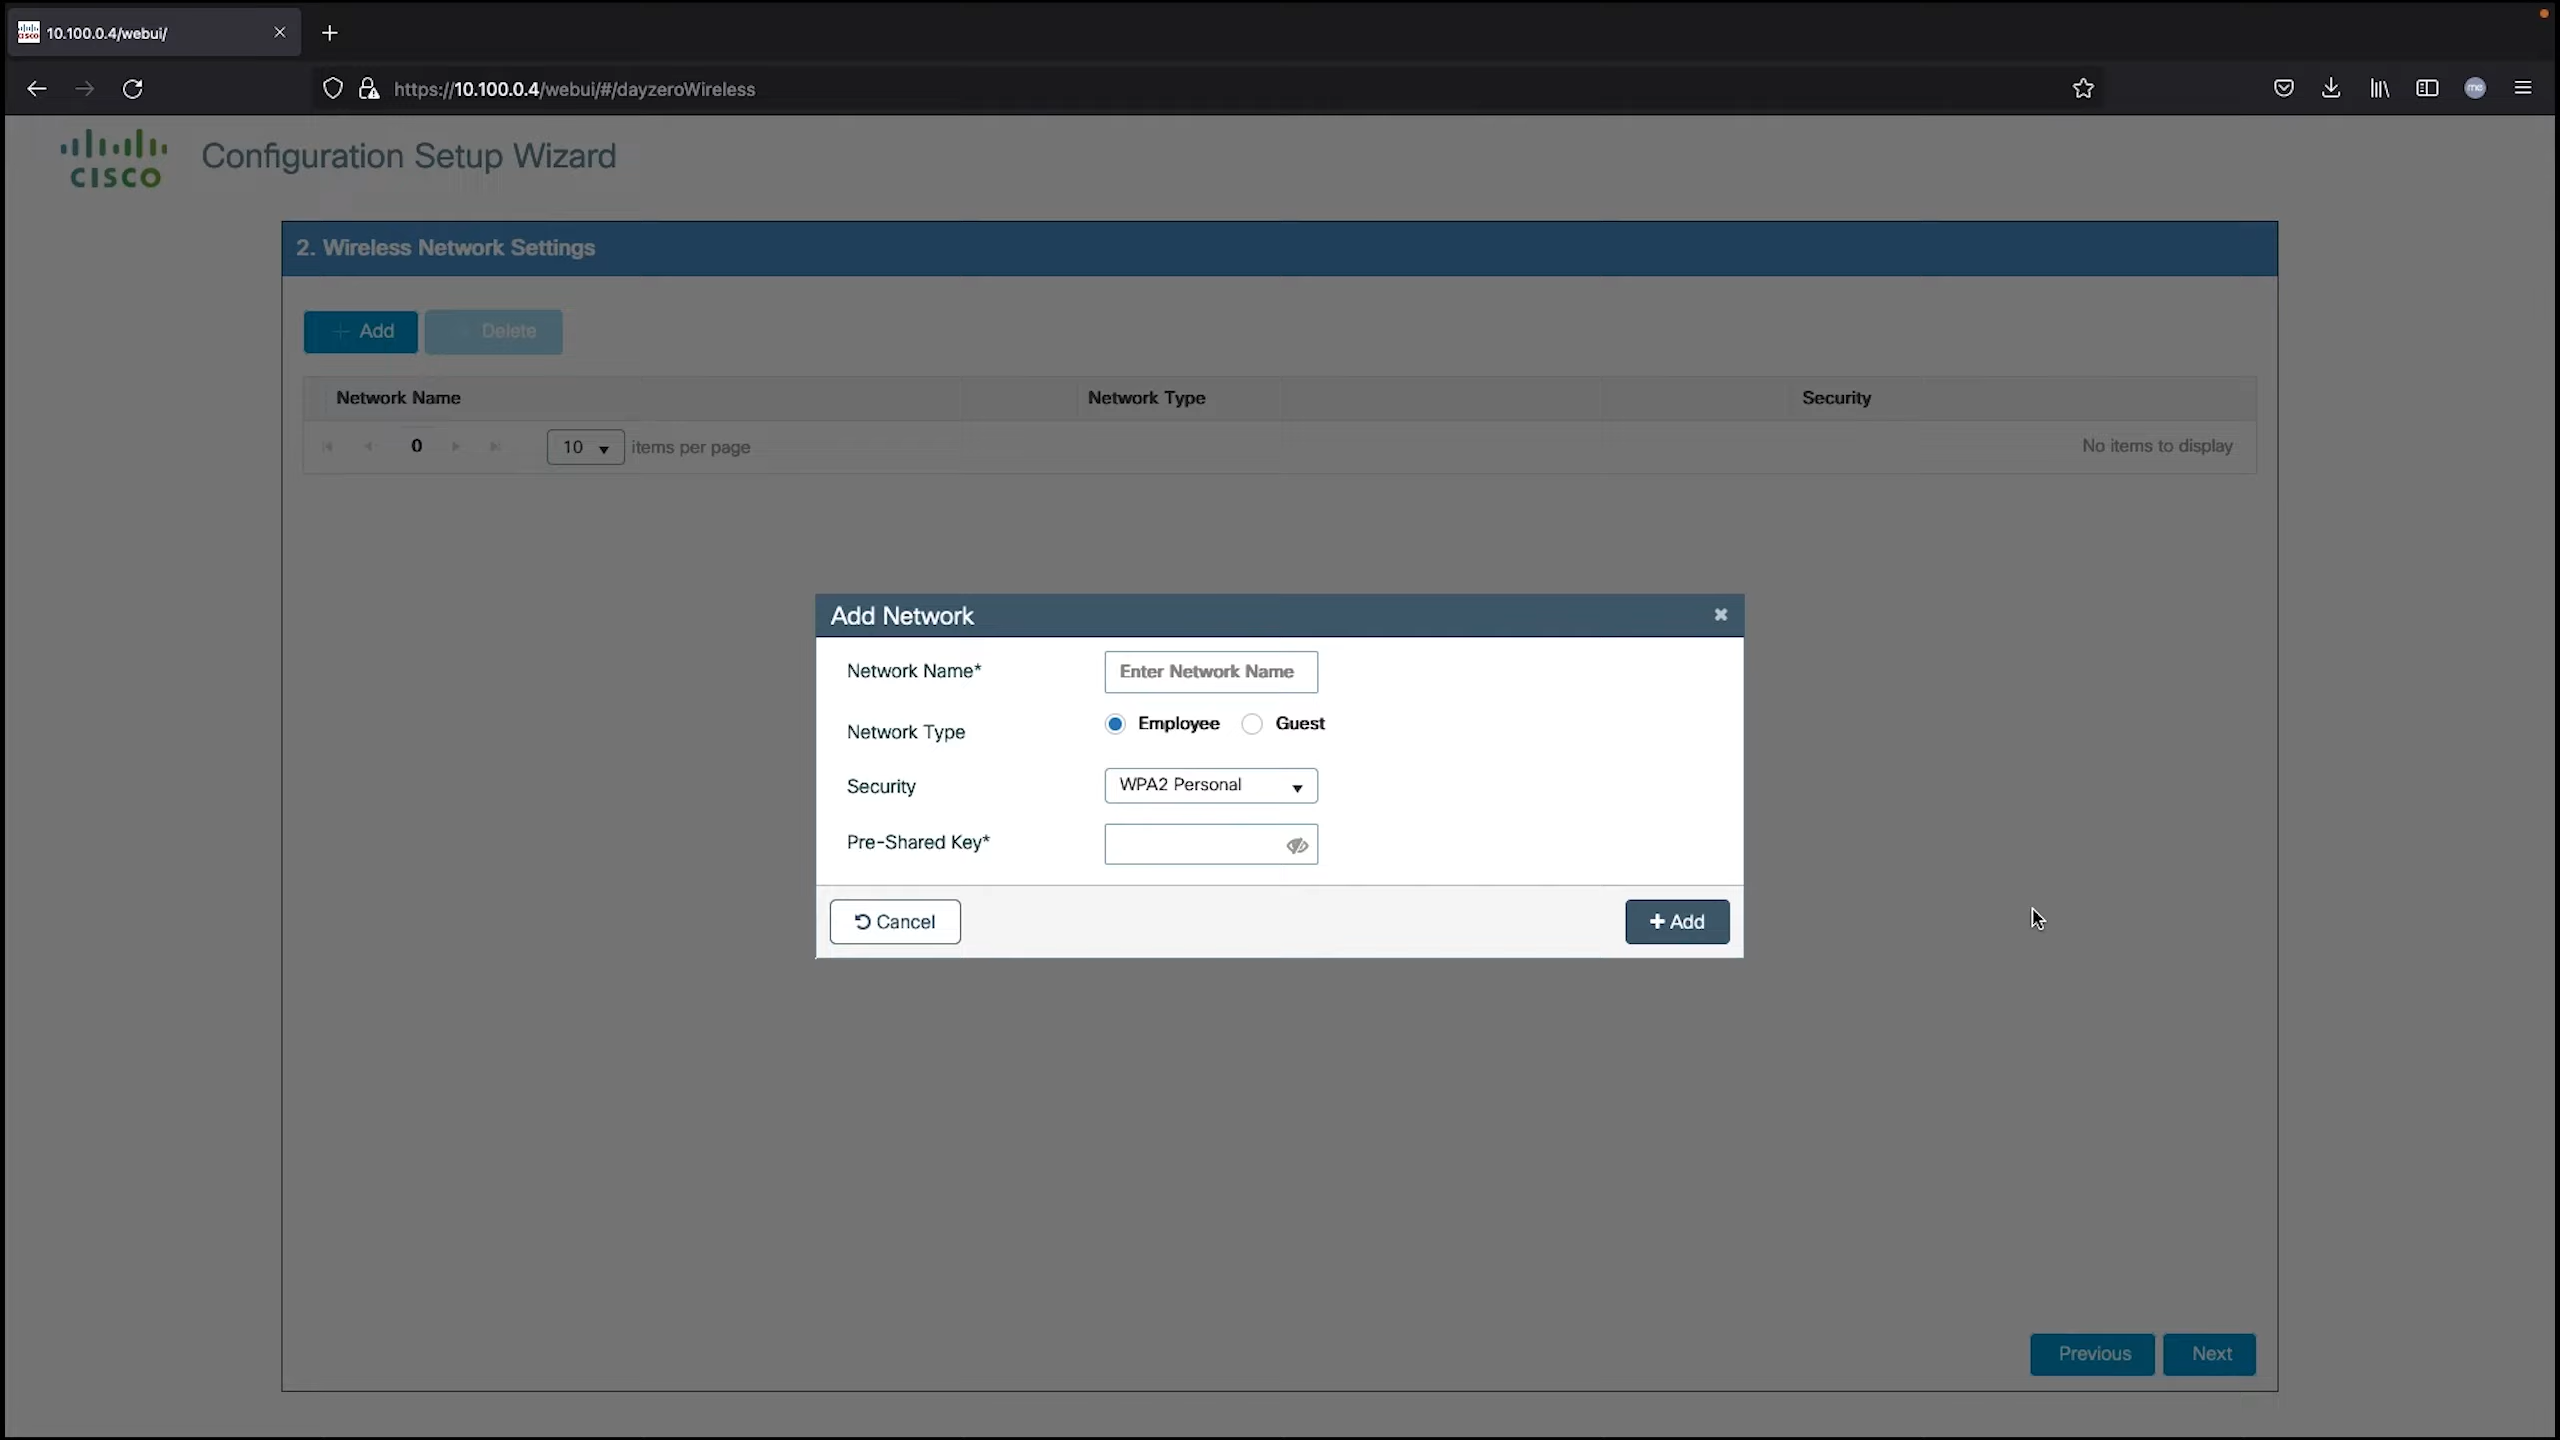 10.100.0.4/webui/
https://10.100.0.4/webui/#/dayzeroWireless
CISCO Configuration Setup Wizard
2. Wireless Network Settings
Add Delete
Network Name Network Type Security
0 10 items per page No items to display
Add Network
Network Name* Enter Network Name
Network Type Employee Guest
Security WPA2 Personal
Pre-Shared Key*
Cancel Add
Previous Next